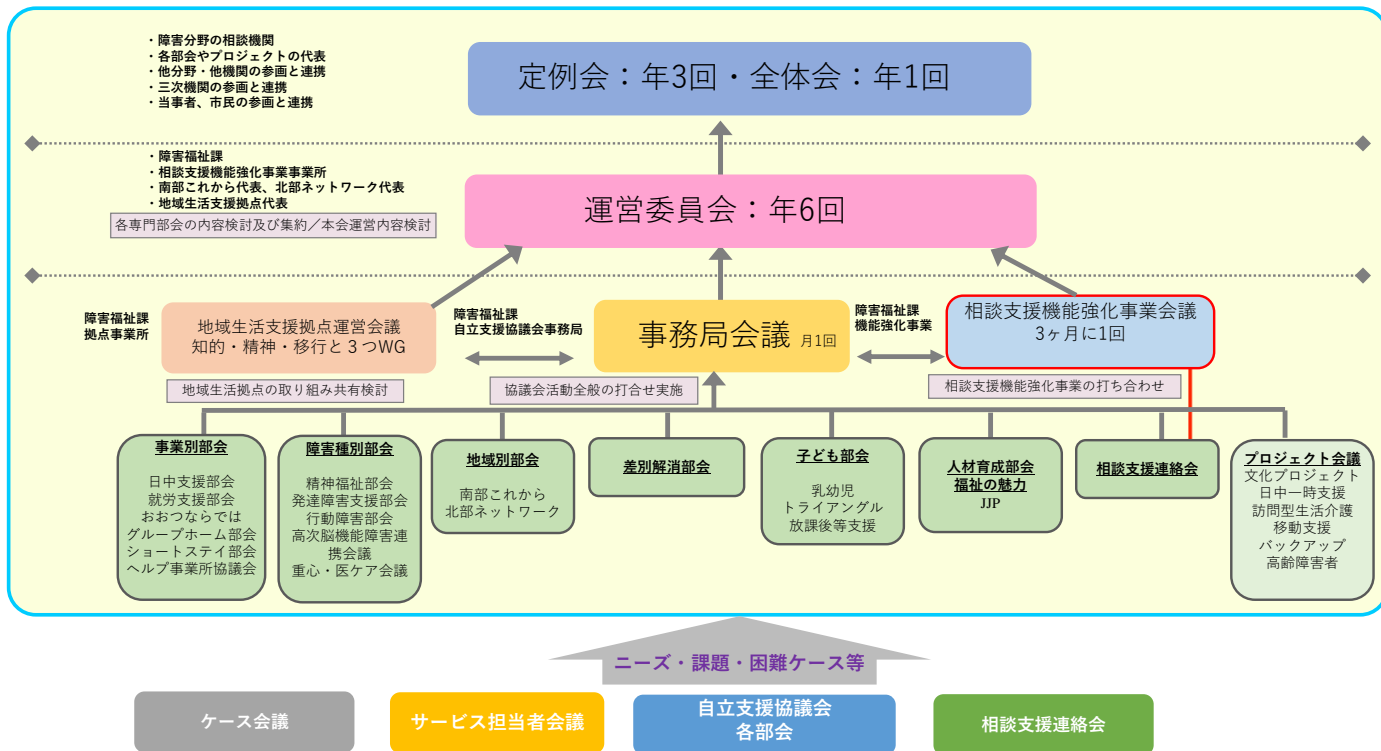 ・障害分野の相談機関
・各部会やプロジェクトの代表
・他分野・他機関の参画と連携
・三次機関の参画と連携
・当事者、市民の参画と連携
定例会：年3回・全体会：年1回
・障害福祉課
・相談支援機能強化事業事業所
・南部これから代表、北部ネットワーク代表
・地域生活支援拠点代表
各専門部会の内容検討及び集約／本会運営内容検討
運営委員会：年6回
障害福祉課
拠点事業所
地域生活支援拠点運営会議
知的・精神・移行と３つWG
障害福祉課
自立支援協議会事務局
事務局会議 月1回
障害福祉課
機能強化事業
相談支援機能強化事業会議
3ヶ月に1回
地域生活拠点の取り組み共有検討
協議会活動全般の打合せ実施
相談支援機能強化事業の打ち合わせ
事業別部会
日中支援部会
就労支援部会
おおつならでは
グループホーム部会
ショートステイ部会
ヘルプ事業所協議会
障害種別部会
精神福祉部会
発達障害支援部会
行動障害部会
高次脳機能障害連
携会議
重心・医ケア会議
地域別部会
南部これから
北部ネットワーク
差別解消部会
子ども部会
乳幼児
トライアングル
放課後等支援
人材育成部会
福祉の魅力
JJP
相談支援連絡会
プロジェクト会議
文化プロジェクト
日中一時支援
訪問型生活介護
移動支援
バックアップ
高齢障害者
ニーズ・課題・困難ケース等
ケース会議
サービス担当者会議
自立支援協議会
各部会
相談支援連絡会